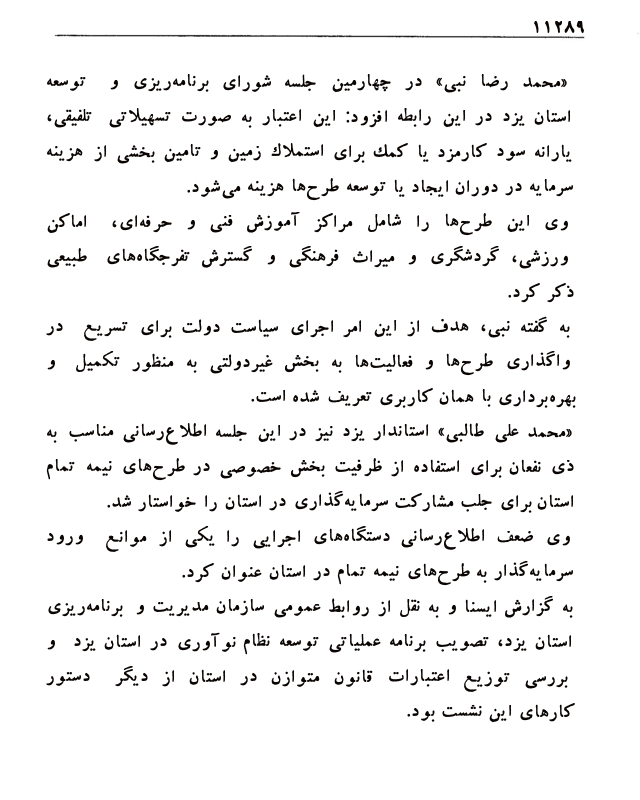 ۱۱۲۸۹
«محمد رضا نبی» در چهارمین جلسه شورای برنامه‌ریزی و توسعه
استان یزد در این رابطه افزود: این اعتبار به صورت تسهیلاتی تلفیقی،
یارانه سود کارمزد یا كمك برای استملاك زمین و تامین بخشی از هزینه
سرمایه در دوران ایجاد یا توسعه طرح‌ها هزینه می‌شود.
وی این طرح‌ها را شامل مراکز آموزش فنی و حرفه‌ای، اماکن
ورزشی، گردشگری و میراث فرهنگی و گسترش تفرجگاه‌های طبیعی
ذکر کرد.
به گفته نبی، هدف از این امر اجرای سیاست دولت برای تسریع در
واگذاری طرح‌ها و فعالیت‌ها به بخش غیردولتی به منظور تکمیل و
بهره‌برداری با همان کاربری تعریف شده است.
«محمد علی طالبی» استاندار یزد نیز در این جلسه اطلاع‌رسانی مناسب به
ذی نفعان برای استفاده از ظرفیت بخش خصوصی در طرح‌های نیمه تمام
استان برای جلب مشارکت سرمایه‌گذاری در استان را خواستار شد.
وی ضعف اطلاع‌رسانی دستگاه‌های اجرایی را یکی از موانع ورود
سرمایه‌گذار به طرح‌های نیمه تمام در استان عنوان کرد.
به گزارش ایسنا و به نقل از روابط عمومی سازمان مدیریت و برنامه‌ریزی
استان یزد، تصویب برنامه عملیاتی توسعه نظام نوآوری در استان یزد و
بررسی توزیع اعتبارات قانون متوازن در استان از دیگر دستور
کارهای این نشست بود.